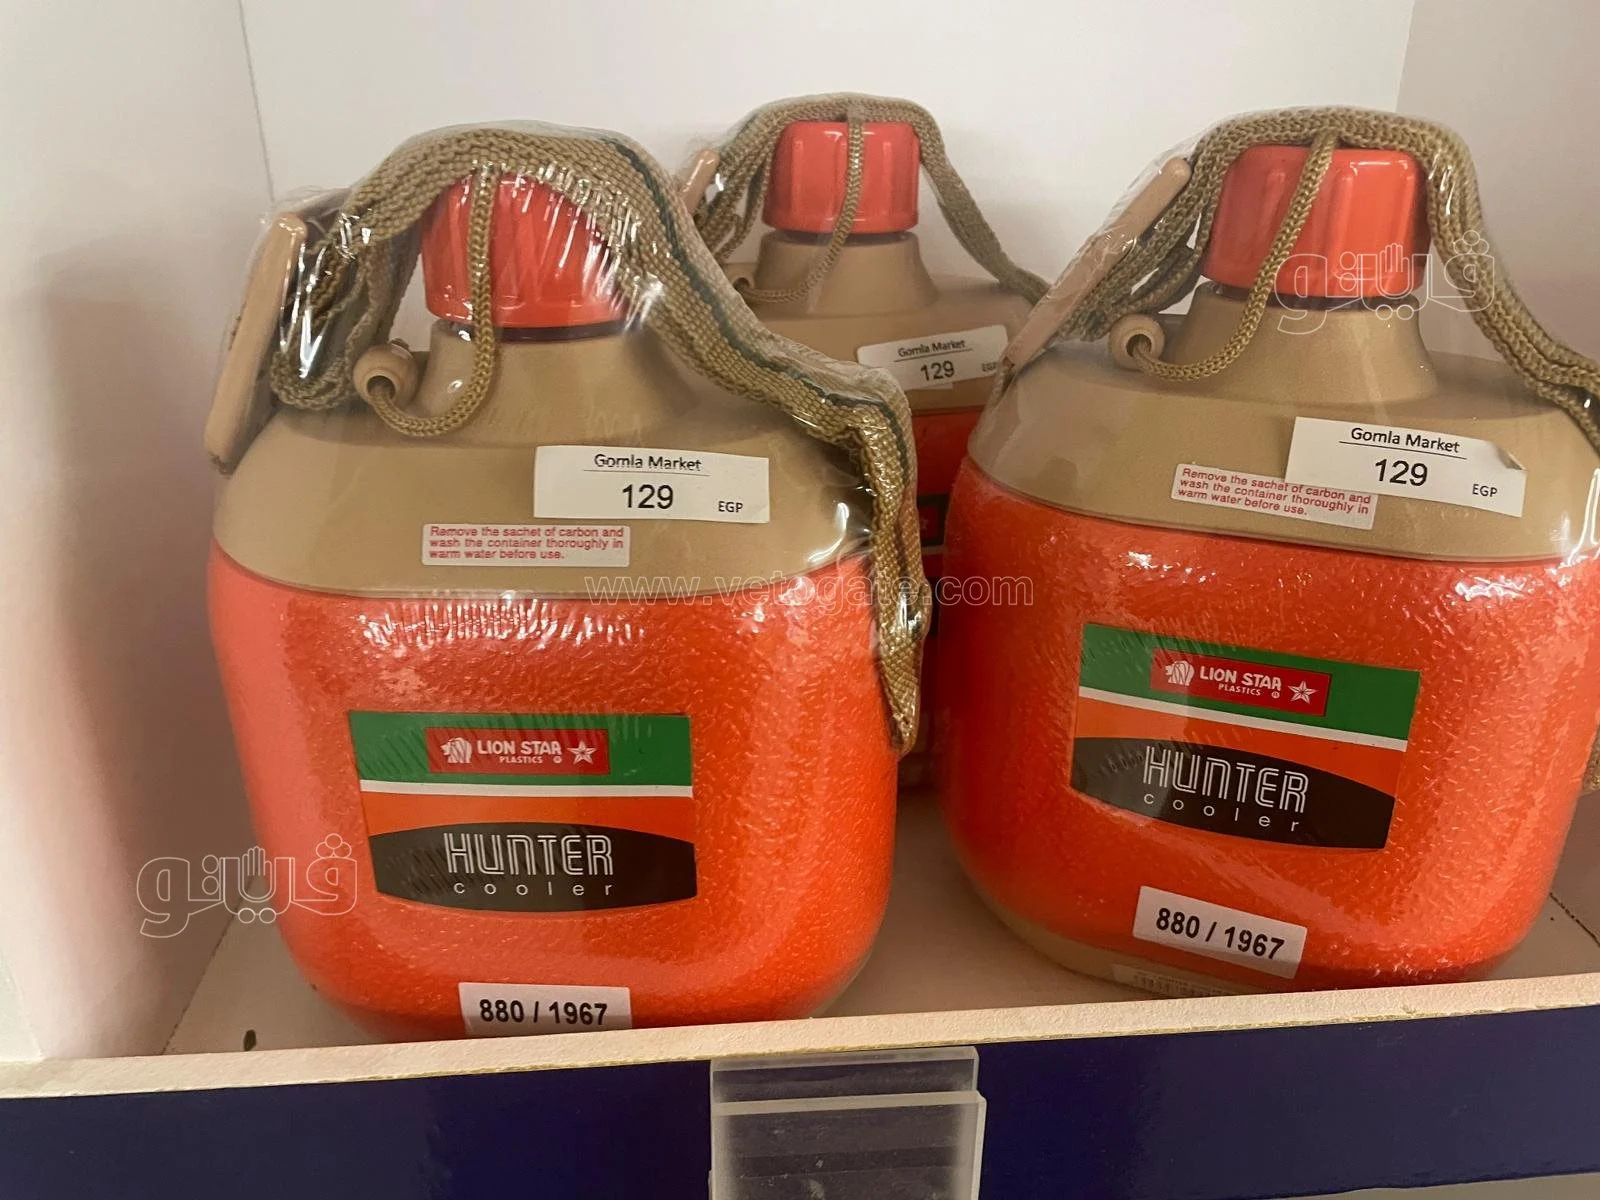 Gomla Market
129
EGP
Gomla Market
129
EGP
Gomla Market
129
EGP
Remove the sachet of carbon and
wash the container thoroughly in
warm water before use.
Remove the sachet of carbon and
wash the container thoroughly in
warm water before use.
www.vetogate.com
LION STAR
PLASTICS
HUNTER
cooler
880 / 1967
LION STAR
PLASTICS
HUNTER
cooler
880 / 1967
ڤيتو
ڤيتو